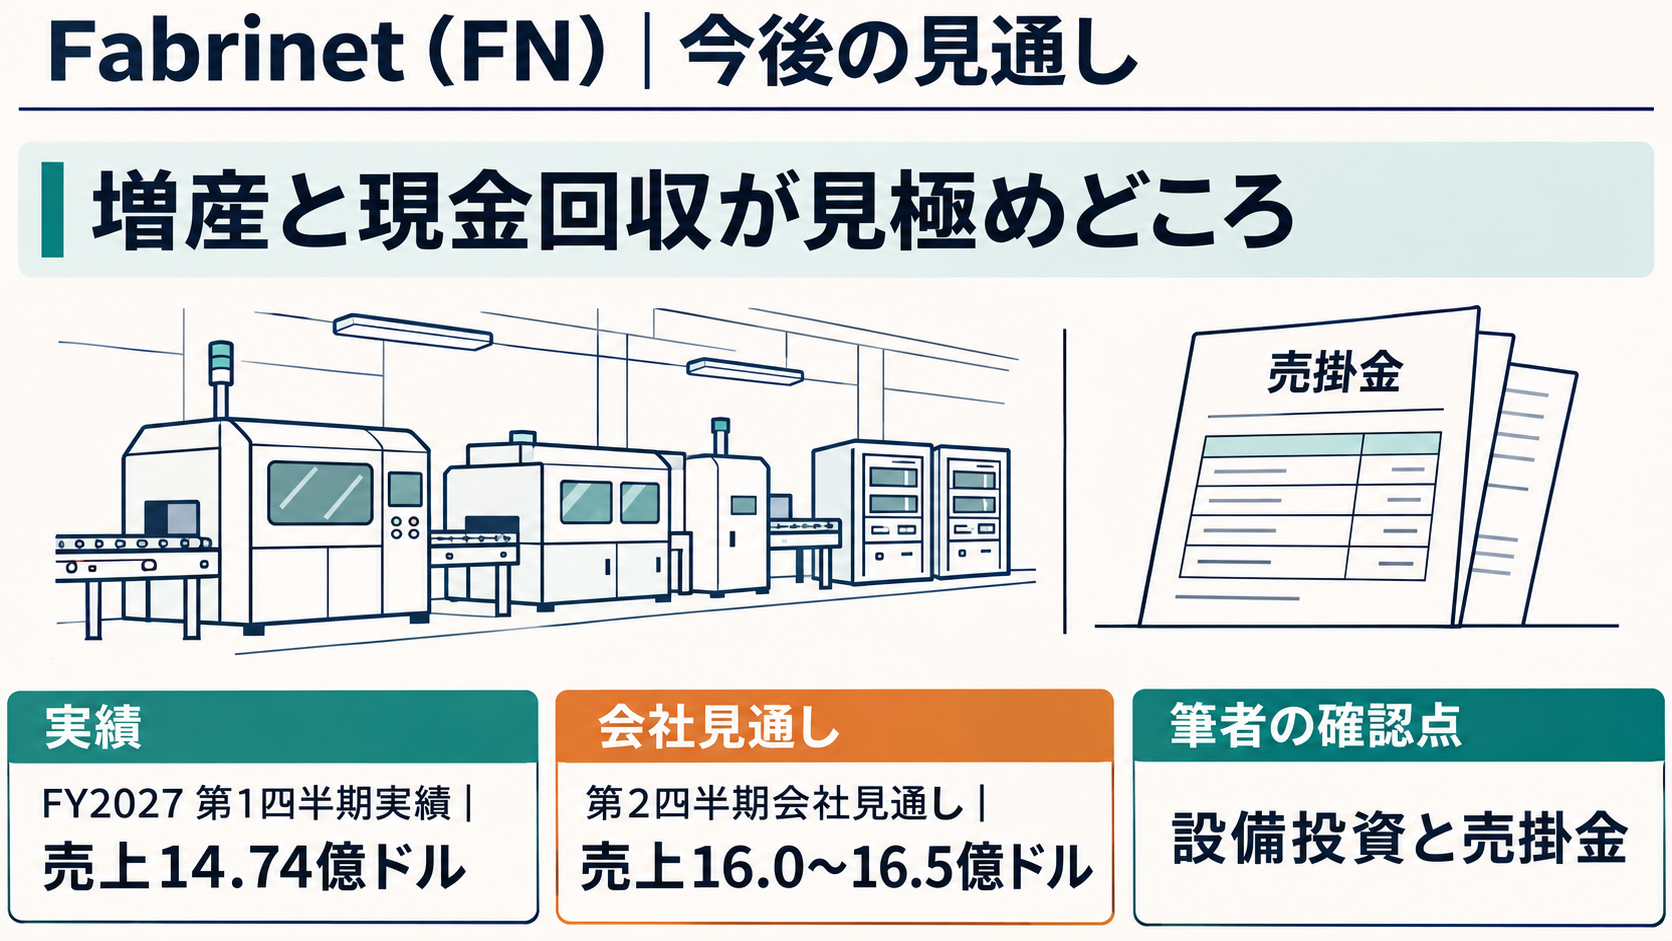 Fabrinet（FN）｜今後の見通し
増産と現金回収が見極めどころ
売掛金
実績
FY2027 第1四半期実績｜
売上14.74億ドル
会社見通し
第2四半期会社見通し｜
売上16.0～16.5億ドル
筆者の確認点
設備投資と売掛金